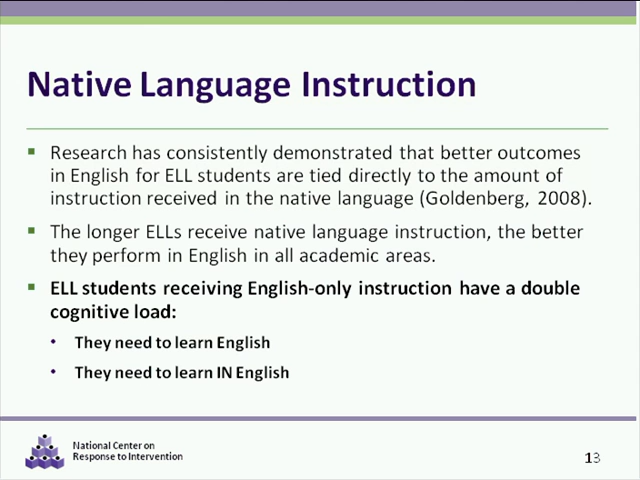 Native Language Instruction
Research has consistently demonstrated that better outcomes
in English for ELL students are tied directly to the amount of
instruction received in the native language (Goldenberg, 2008).
The longer ELLs receive native language instruction, the better
they perform in English in all academic areas.
ELL students receiving English-only instruction have a double
cognitive load:
They need to learn English
They need to learn IN English
National Center on
Response to Intervention
13